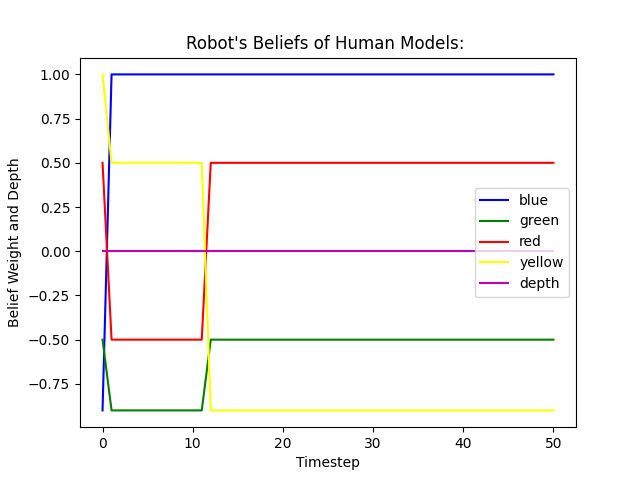 Robot's Beliefs of Human Models:
Belief Weight and Depth
1.00
0.75
0.50
0.25
0.00
−0.25
−0.50
−0.75
blue
green
red
yellow
depth
0 10 20 30 40 50
Timestep